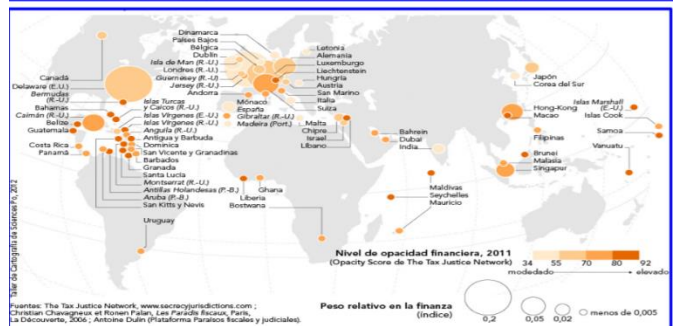 Dinamarca
Países Bajos
Bélgica
Dublín
Isla de Man (R.-U.)
Londres (R.-U.)
Guernesey (R.-U)
Jersey (R.-U.)
Andorra
Letonia
Alemania
Luxemburgo
Liechtenstein
Hungría
Austria
San Marino
Italia
Suiza
Mónaco
España
Gibraltar (R.-U.)
Madeira (Port.)
Malta
Chipre
Israel
Líbano
Canadá
Delaware (E.U.)
Bermudas
(R.-U.)
Bahamas
Caimán (R.-U.)
Belize
Guatemala
Costa Rica
Panamá
Islas Turcas
y Caicos (R.-U.)
Islas Vírgenes (E.-U.)
Islas Vírgenes (R.-U.)
Anguila (R.-U.)
Antigua y Barbuda
Dominica
San Vicente y Granadinas
Barbados
Granada
Santa Lucía
Montserrat (R.-U.)
Antillas Holandesas (P.-B.)
Aruba (P.-B.)
San Kitts y Nevis
Uruguay
Ghana
Liberia
Bostwana
Bahrein
Dubai
India
Maldivas
Seychelles
Mauricio
Japón
Corea del Sur
Hong-Kong
Macao
Filipinas
Brunei
Malasia
Singapur
Islas Marshall
(E.-U.)
Islas Cook
Samoa
Vanuatu
Taller de Cartografía de Sciences Po, 2012
Nivel de opacidad financiera, 2011
(Opacity Score de The Tax Justice Network)
34 55 70 80 92
modedado elevado
Peso relativo en la finanza
(índice)
0,2
0,05
0,02
menos de 0,005
Fuentes: The Tax Justice Network, www.secrecyjurisdictions.com ;
Christian Chavagneux et Ronen Palan, Les Paradis fiscaux, Paris,
La Découverte, 2006 ; Antoine Dulin (Plataforma Paraísos fiscales y judiciales).